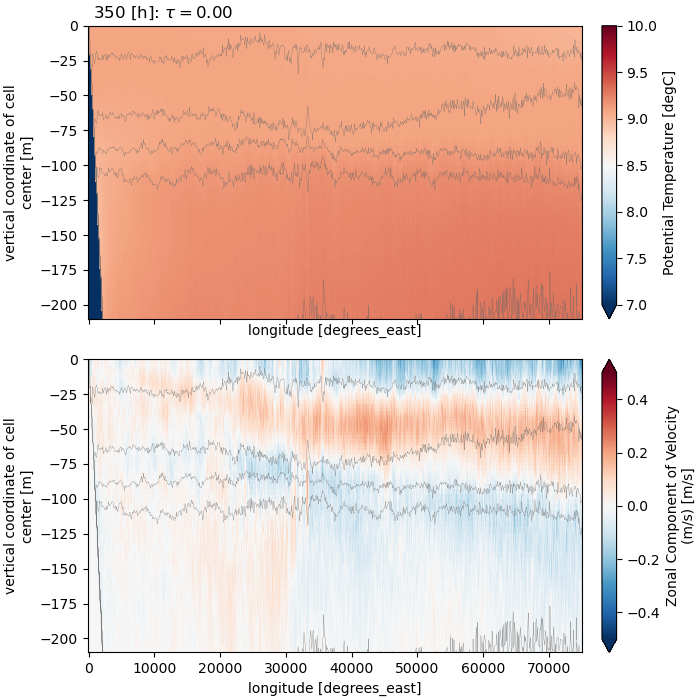 350 [h]: τ = 0.00
0
−25
−50
−75
−100
−125
−150
−175
−200
vertical coordinate of cell
center [m]
longitude [degrees_east]
10.0
9.5
9.0
8.5
8.0
7.5
7.0
Potential Temperature [degC]
0
−25
−50
−75
−100
−125
−150
−175
−200
vertical coordinate of cell
center [m]
0 10000 20000 30000 40000 50000 60000 70000
longitude [degrees_east]
0.4
0.2
0.0
−0.2
−0.4
Zonal Component of Velocity
(m/s) [m/s]